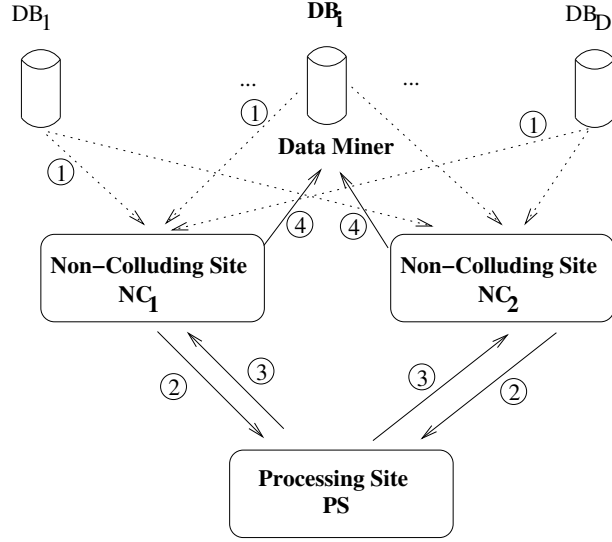 DB1 DBi DBD
... ...
1 1 1
Data Miner
4 4
Non-Colluding Site Non-Colluding Site
NC1 NC2
3 3
2 2
Processing Site
PS